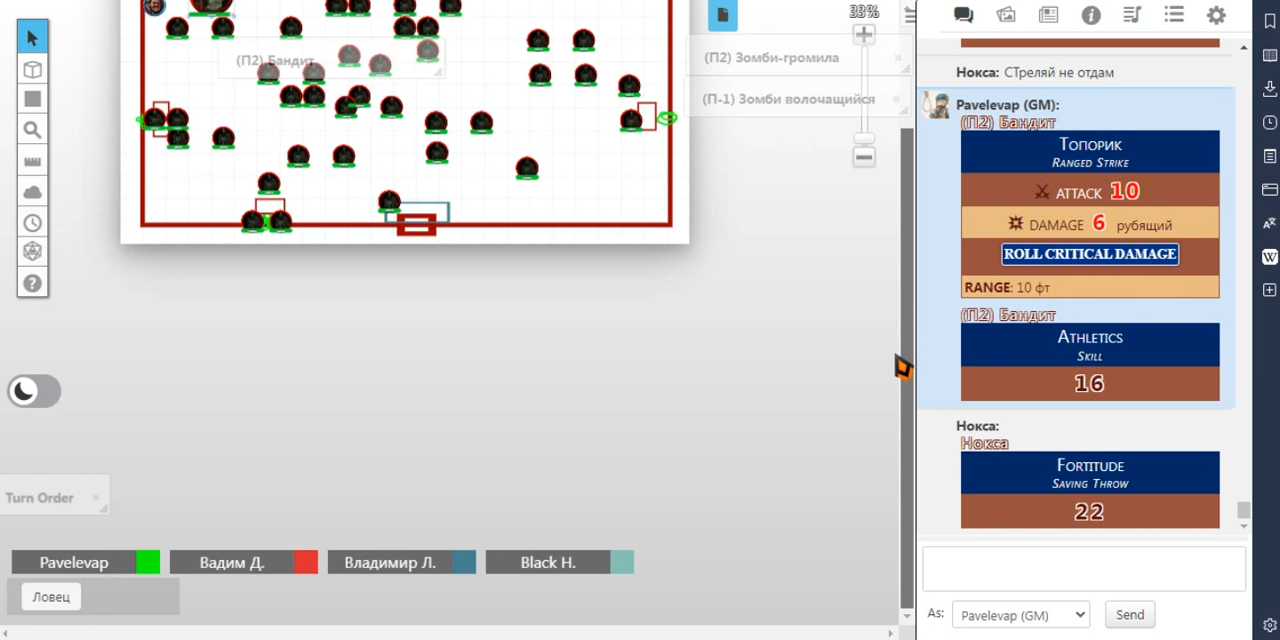 33%
(П2) Бандит
(П2) Зомби-громила
(П-1) Зомби волочащийся
Turn Order
Pavelevap
Вадим Д.
Владимир Л.
Black H.
Ловец
Нокса: СТреляй не отдам
Pavelevap (GM):
(П2) Бандит
Топорик
Ranged Strike
ATTACK 10
DAMAGE 6 рубящий
ROLL CRITICAL DAMAGE
RANGE: 10 фт
(П2) Бандит
Athletics
Skill
16
Нокса:
Нокса
Fortitude
Saving Throw
22
As: Pavelevap (GM) Send